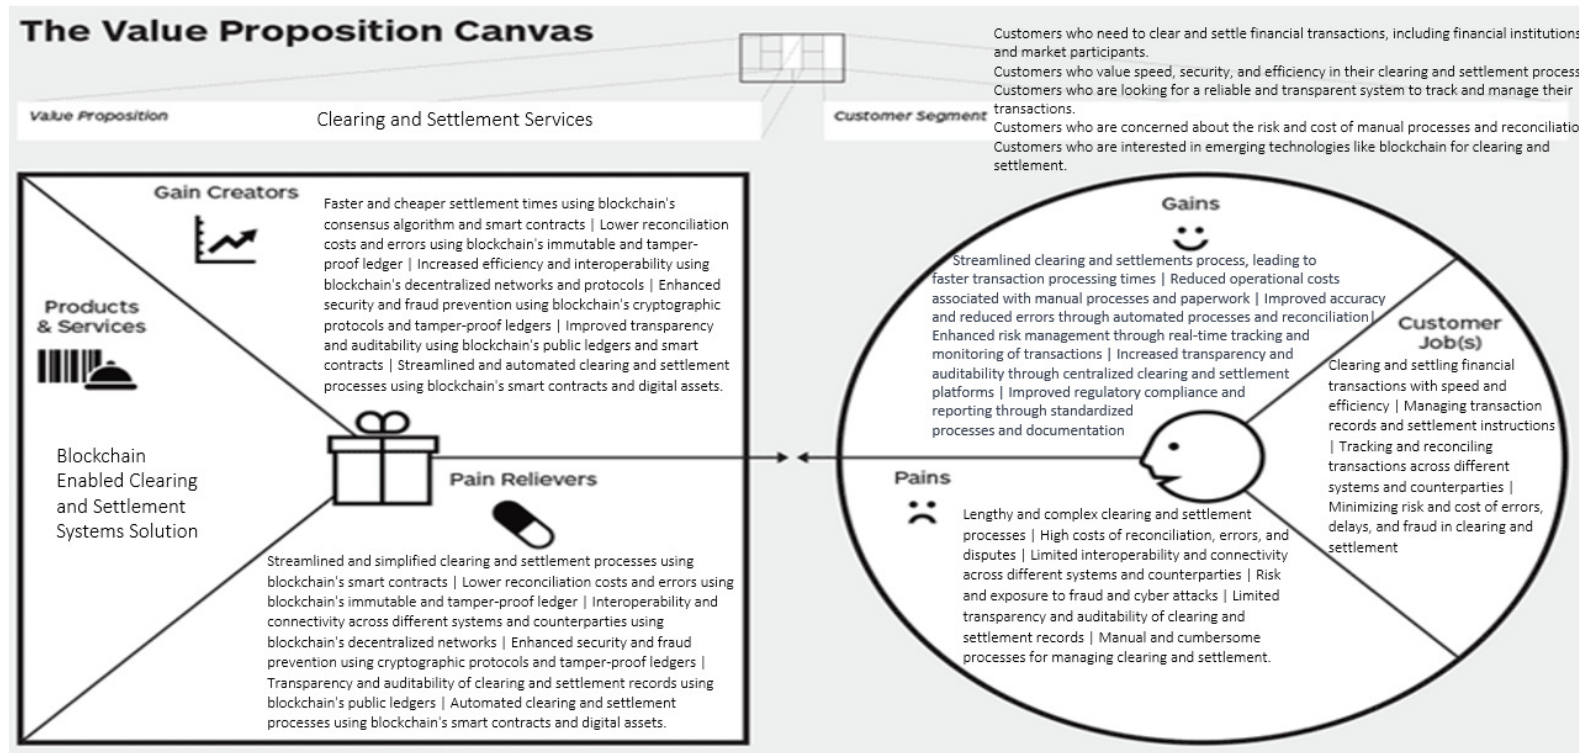 The Value Proposition Canvas
Customers who need to clear and settle financial transactions, including financial institutions
and market participants.
Customers who value speed, security, and efficiency in their clearing and settlement process
Customers who are looking for a reliable and transparent system to track and manage their
transactions.
Customers who are concerned about the risk and cost of manual processes and reconciliatio
Customers who are interested in emerging technologies like blockchain for clearing and
settlement.
Value Proposition
Clearing and Settlement Services
Customer Segment
Gain Creators
Faster and cheaper settlement times using blockchain's
consensus algorithm and smart contracts | Lower reconciliation
costs and errors using blockchain's immutable and tamper-
proof ledger | Increased efficiency and interoperability using
blockchain's decentralized networks and protocols | Enhanced
security and fraud prevention using blockchain's cryptographic
protocols and tamper-proof ledgers | Improved transparency
and auditability using blockchain's public ledgers and smart
contracts | Streamlined and automated clearing and settlement
processes using blockchain's smart contracts and digital assets.
Products
& Services
Blockchain
Enabled Clearing
and Settlement
Systems Solution
Pain Relievers
Streamlined and simplified clearing and settlement processes using
blockchain's smart contracts | Lower reconciliation costs and errors using
blockchain's immutable and tamper-proof ledger | Interoperability and
connectivity across different systems and counterparties using
blockchain's decentralized networks | Enhanced security and fraud
prevention using cryptographic protocols and tamper-proof ledgers |
Transparency and auditability of clearing and settlement records using
blockchain's public ledgers | Automated clearing and settlement
processes using blockchain's smart contracts and digital assets.
Gains
Streamlined clearing and settlements process, leading to
faster transaction processing times | Reduced operational costs
associated with manual processes and paperwork | Improved accuracy
and reduced errors through automated processes and reconciliation|
Enhanced risk management through real-time tracking and
monitoring of transactions | Increased transparency and
auditability through centralized clearing and settlement
platforms | Improved regulatory compliance and
reporting through standardized
processes and documentation
Customer
Job(s)
Clearing and settling financial
transactions with speed and
efficiency | Managing transaction
records and settlement instructions
| Tracking and reconciling
transactions across different
systems and counterparties |
Minimizing risk and cost of errors,
delays, and fraud in clearing and
settlement
Pains
Lengthy and complex clearing and settlement
processes | High costs of reconciliation, errors, and
disputes | Limited interoperability and connectivity
across different systems and counterparties | Risk
and exposure to fraud and cyber attacks | Limited
transparency and auditability of clearing and
settlement records | Manual and cumbersome
processes for managing clearing and settlement.